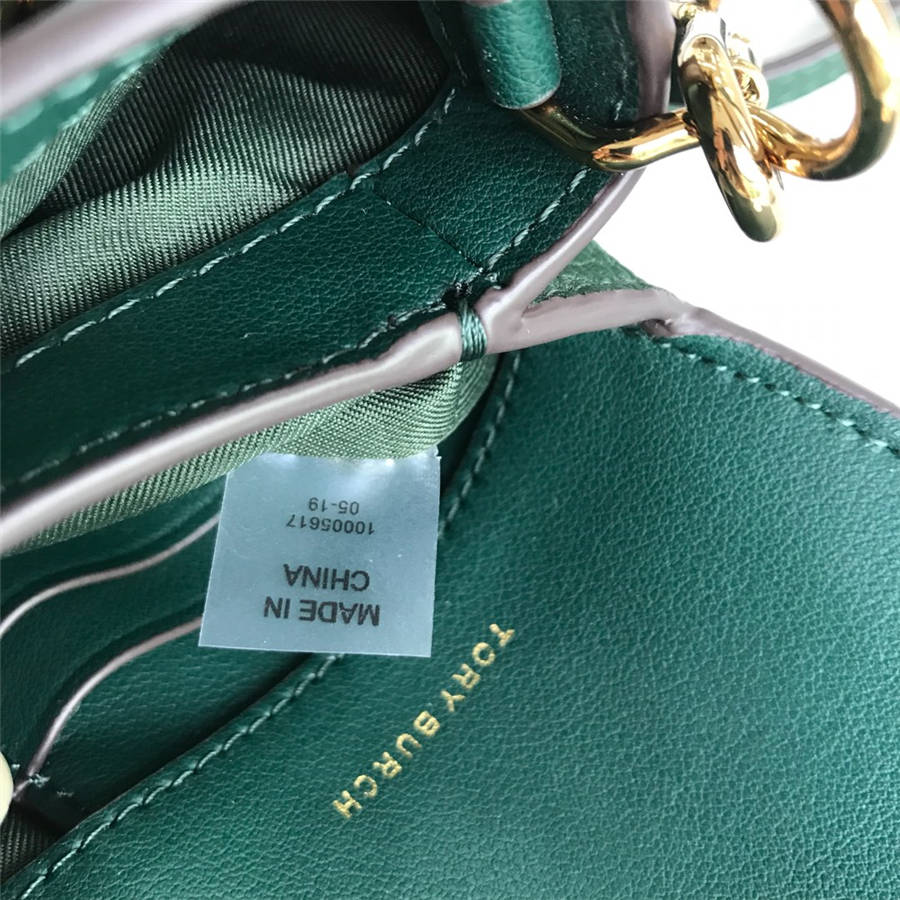 MADE IN
CHINA
10005617
05-19
TORY BURCH